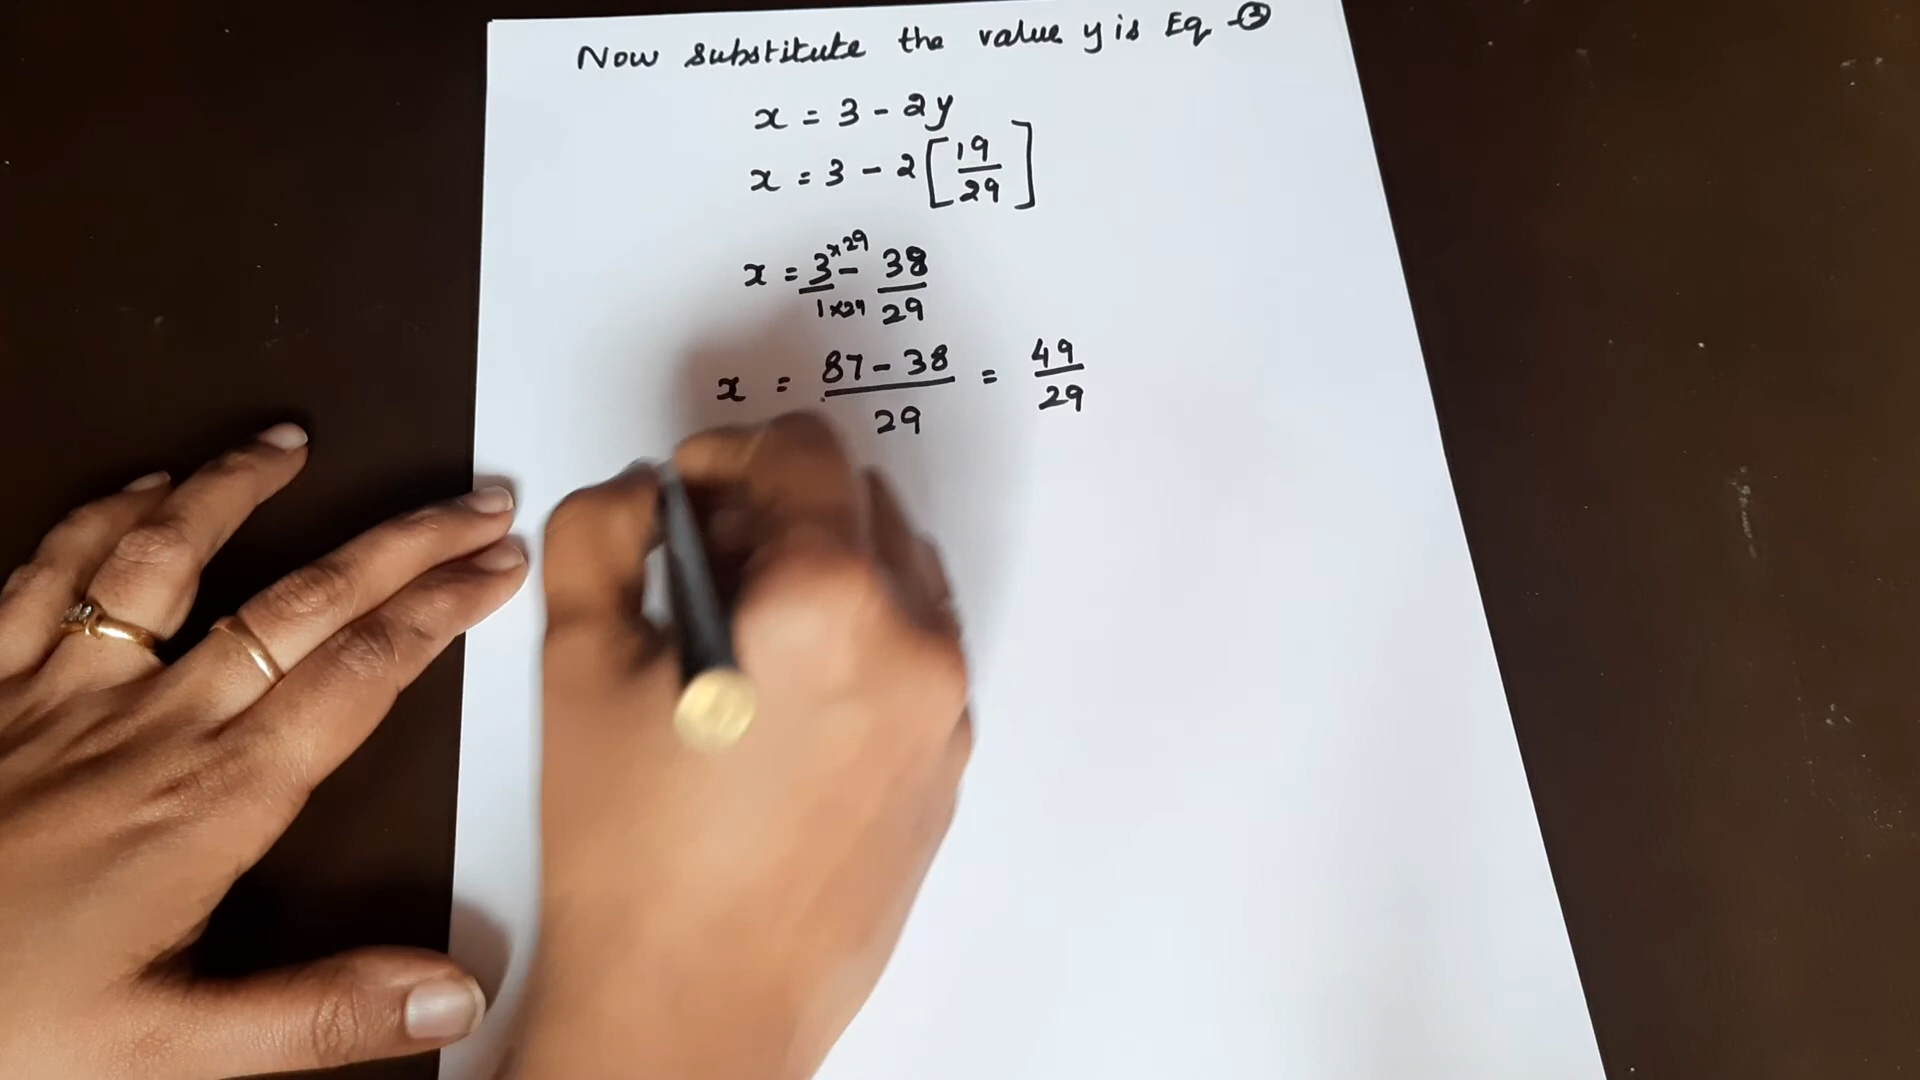 Now substitute the value y is Eq -③
x = 3 - 2y
x = 3 - 2 [19/29]
x = 3×29/1×29 - 38/29
x = 87 - 38/29 = 49/29